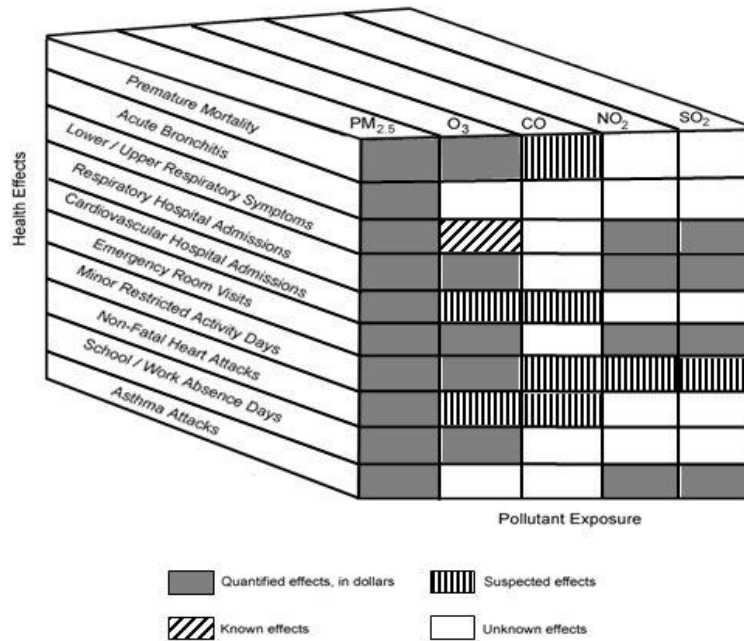 Premature Mortality
Acute Bronchitis
Lower / Upper Respiratory Symptoms
Respiratory Hospital Admissions
Cardiovascular Hospital Admissions
Emergency Room Visits
Minor Restricted Activity Days
Non-Fatal Heart Attacks
School / Work Absence Days
Asthma Attacks
Health Effects
PM2.5 O3 CO NO2 SO2
Pollutant Exposure
Quantified effects, in dollars
Suspected effects
Known effects
Unknown effects